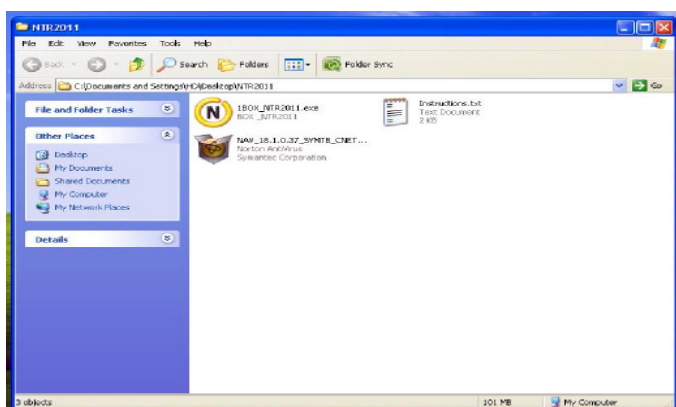 NTR2011
File Edit View Favorites Tools Help
Back Search Folders Folder Sync
Address C:\Documents and Settings\HD\Desktop\NTR2011 Go
File and Folder Tasks
Other Places
Desktop
My Documents
Shared Documents
My Computer
My Network Places
Details
1BOX_NTR2011.exe
BOX_NTR2011
Instructions.txt
Text Document
2 KB
NAV_18.1.0.37_SYMTB_CNET...
Norton AntiVirus
Symantec Corporation
3 objects 101 MB My Computer